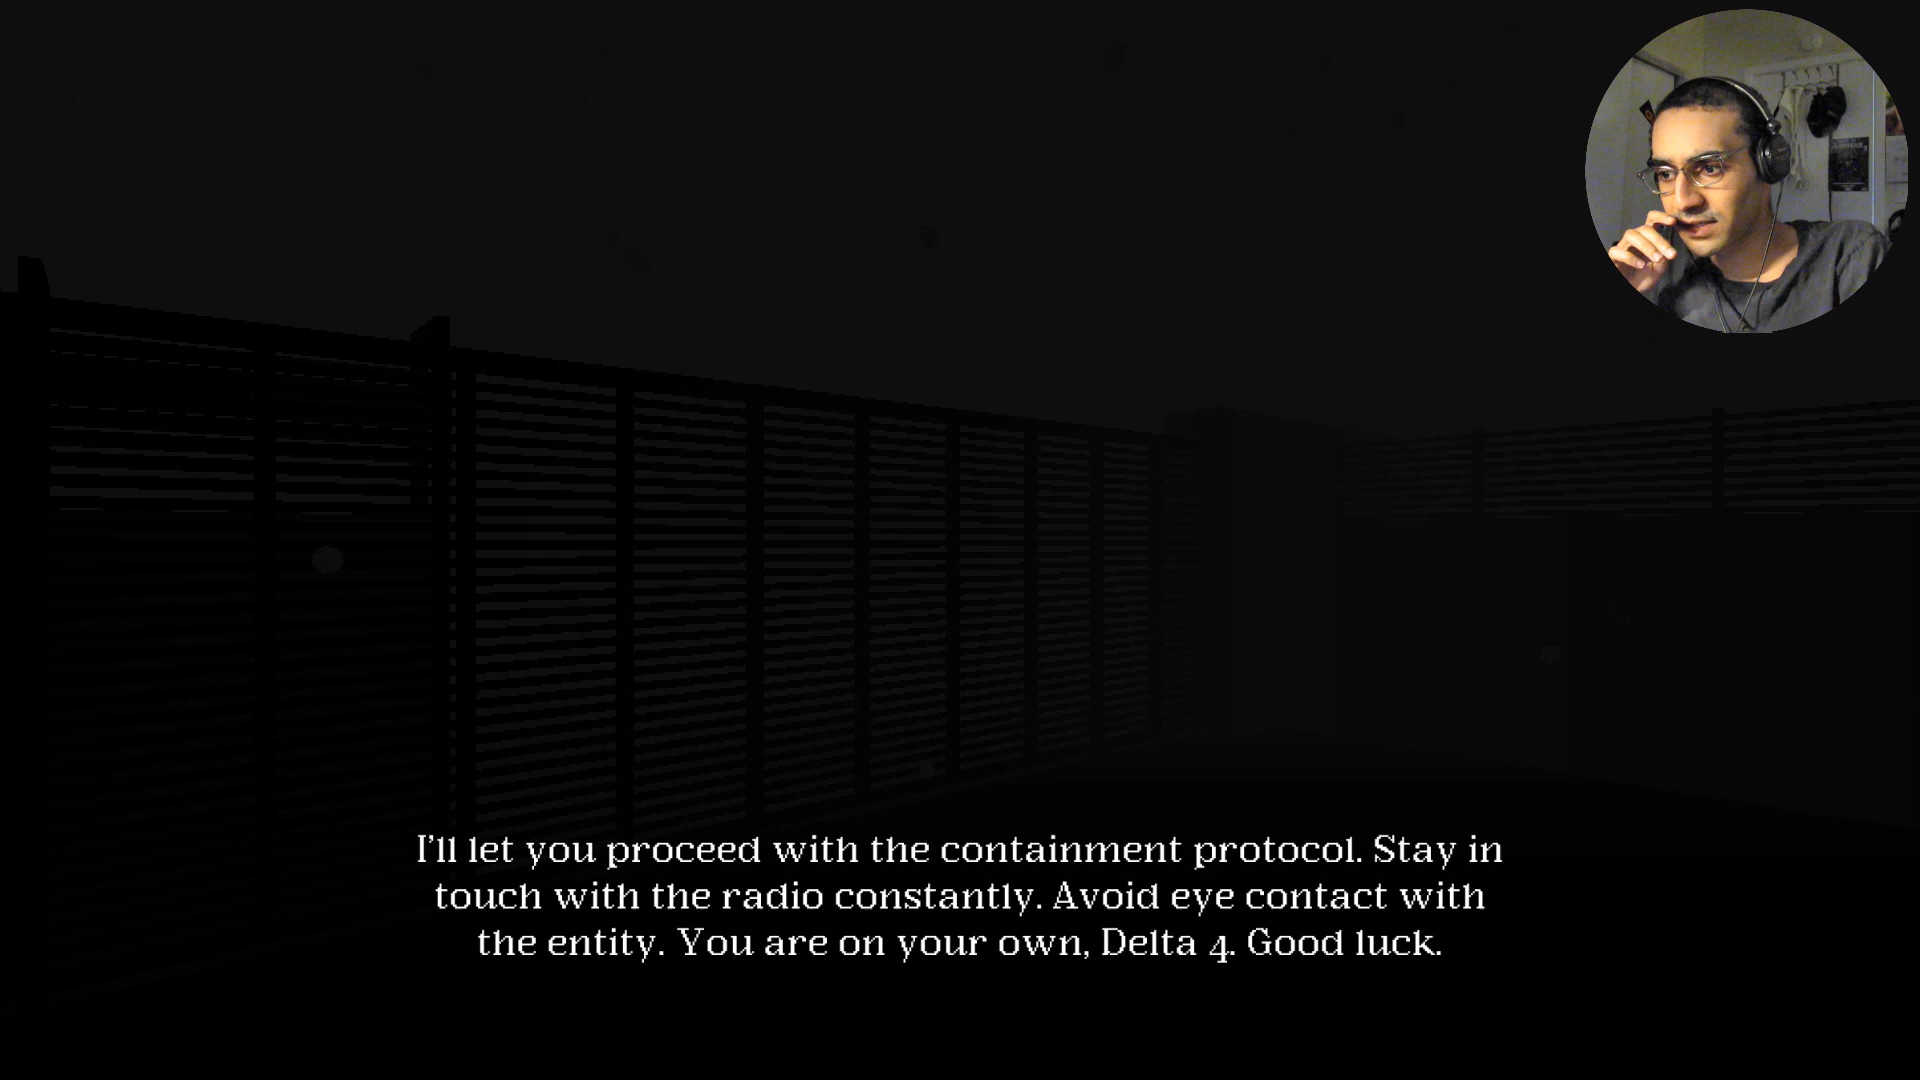 I'll let you proceed with the containment protocol. Stay in
touch with the radio constantly. Avoid eye contact with
the entity. You are on your own, Delta 4. Good luck.